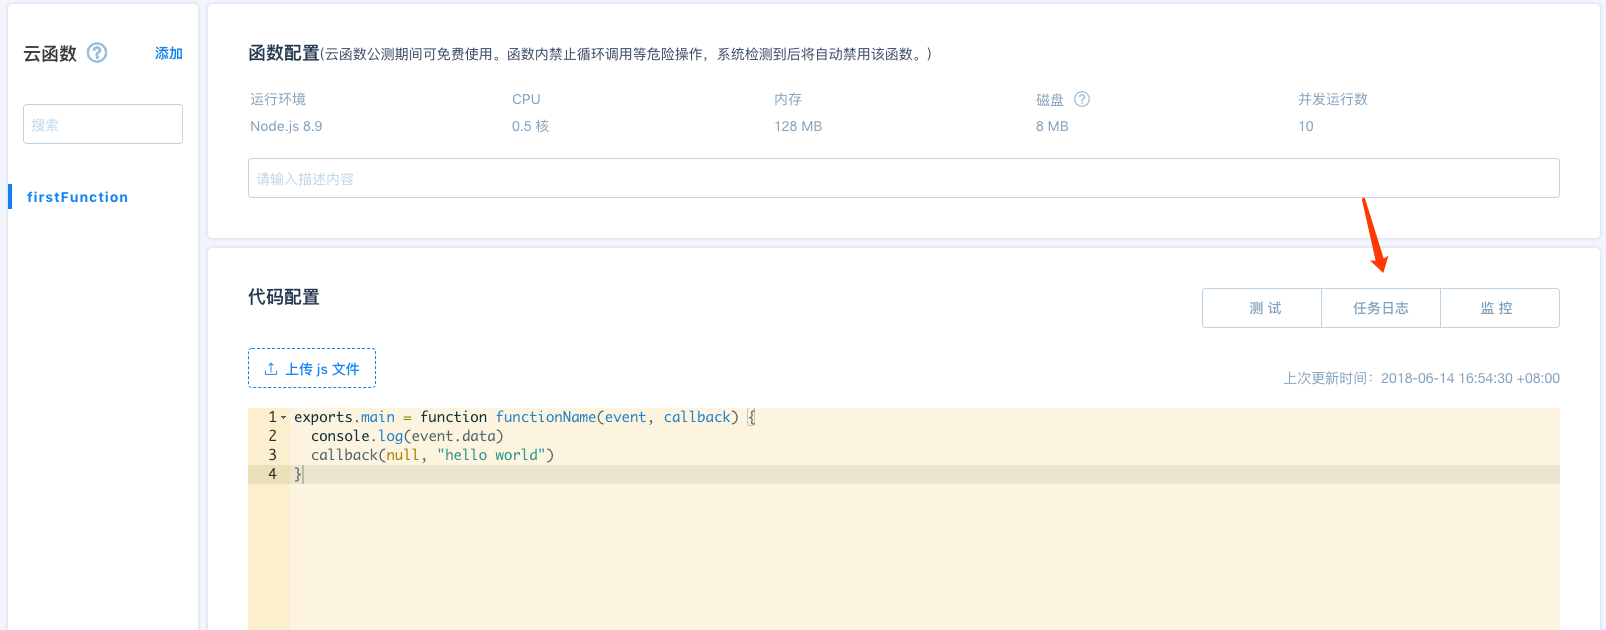 云函数 ? 添加
搜索
firstFunction
函数配置(云函数公测期间可免费使用。函数内禁止循环调用等危险操作，系统检测到后将自动禁用该函数。)
运行环境 CPU 内存 磁盘 ? 并发运行数
Node.js 8.9 0.5 核 128 MB 8 MB 10
请输入描述内容
代码配置
测 试 任务日志 监 控
上传 js 文件
上次更新时间：2018-06-14 16:54:30 +08:00
1 exports.main = function functionName(event, callback) {
2 console.log(event.data)
3 callback(null, "hello world")
4 }